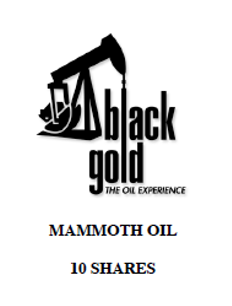 black
gold
THE OIL EXPERIENCE
MAMMOTH OIL
10 SHARES